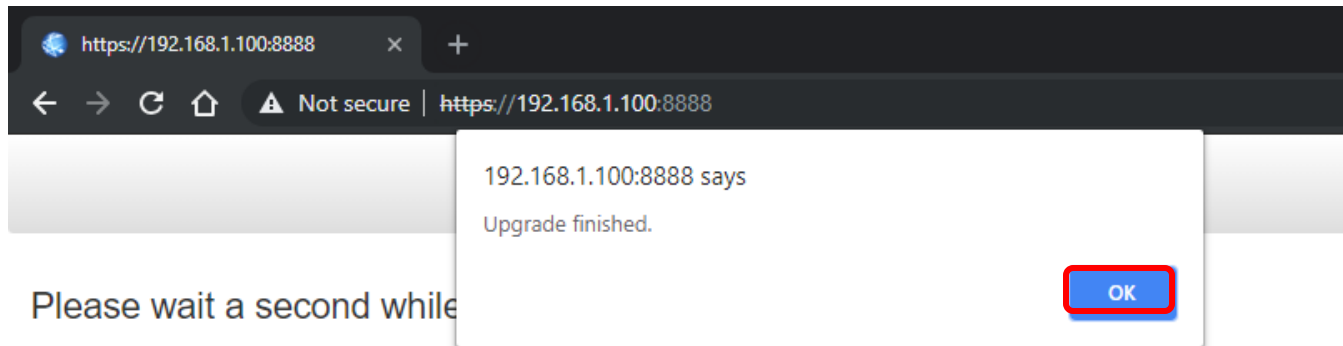 https://192.168.1.100:8888
Not secure
https://192.168.1.100:8888
192.168.1.100:8888 says
Upgrade finished.
OK
Please wait a second while